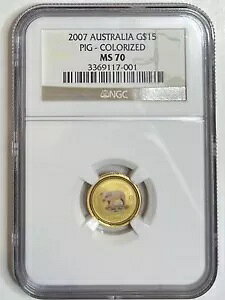 2007 AUSTRALIA G$15
PIG - COLORIZED
MS 70
3369117-001
NGC